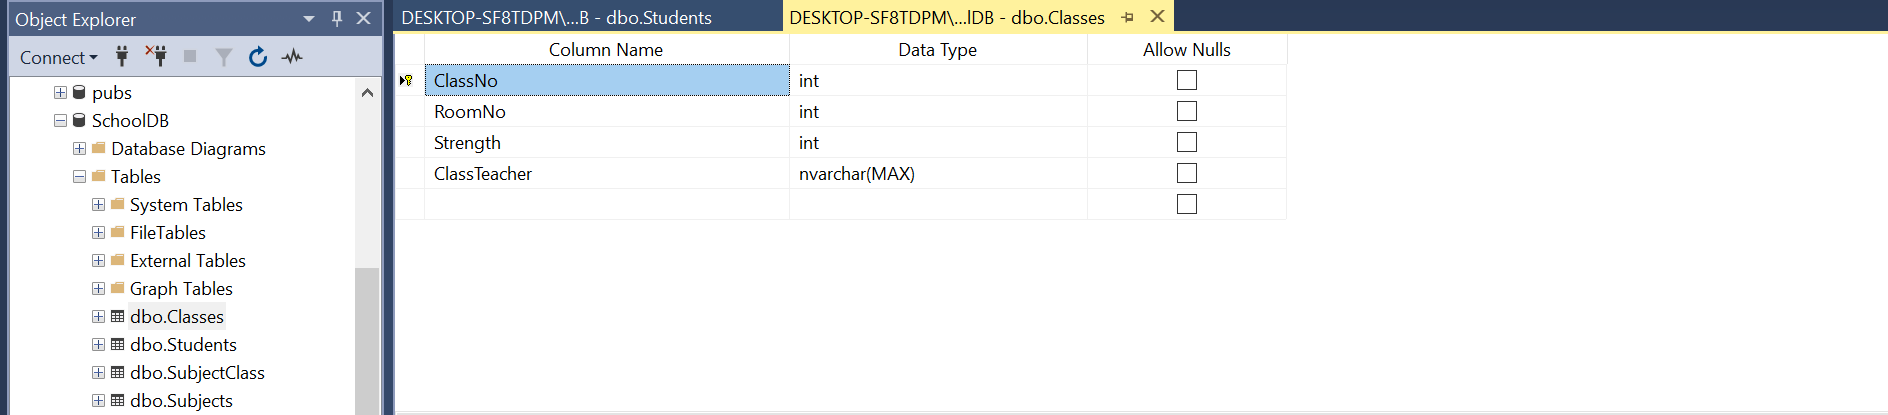 Object Explorer
Connect
pubs
SchoolDB
Database Diagrams
Tables
System Tables
FileTables
External Tables
Graph Tables
dbo.Classes
dbo.Students
dbo.SubjectClass
dbo.Subjects
DESKTOP-SF8TDPM\...B - dbo.Students
DESKTOP-SF8TDPM\...lDB - dbo.Classes
Column Name Data Type Allow Nulls
ClassNo int
RoomNo int
Strength int
ClassTeacher nvarchar(MAX)